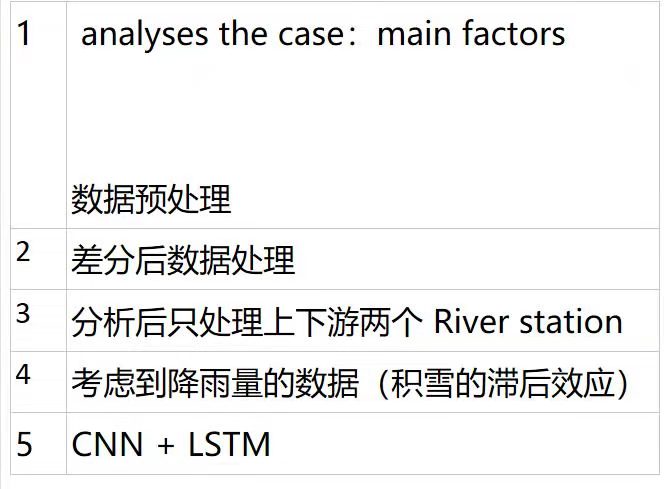 1 analyses the case：main factors
数据预处理
2 差分后数据处理
3 分析后只处理上下游两个 River station
4 考虑到降雨量的数据（积雪的滞后效应）
5 CNN + LSTM